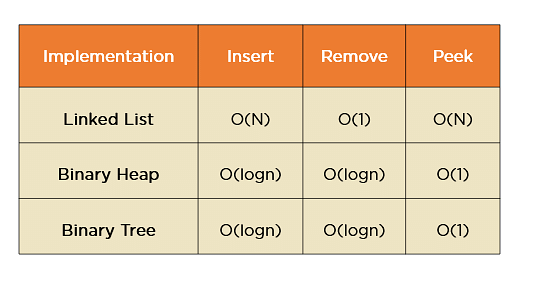 Implementation Insert Remove Peek
Linked List O(N) O(1) O(N)
Binary Heap O(logn) O(logn) O(1)
Binary Tree O(logn) O(logn) O(1)